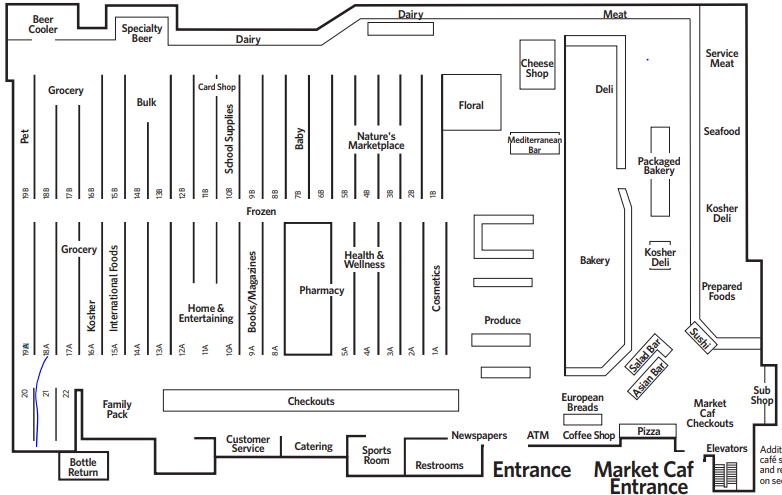 Beer
Cooler
Specialty
Beer
Dairy
Dairy
Meat
Service
Meat
Cheese
Shop
Deli
Grocery
Card Shop
Bulk
Floral
Pet
School Supplies
Baby
Nature's
Marketplace
Mediterranean
Bar
Seafood
Packaged
Bakery
19B
18B
17B
16B
15B
14B
13B
12B
11B
10B
9B
8B
7B
6B
5B
4B
3B
2B
1B
Frozen
Kosher
Deli
Grocery
Kosher
International Foods
Home &
Entertaining
Books/Magazines
Pharmacy
Health &
Wellness
Cosmetics
Bakery
Kosher
Deli
Prepared
Foods
Produce
Sushi
18A
17A
16A
15A
14A
13A
12A
11A
10A
9A
8A
5A
4A
3A
2A
1A
Salad Bar
Asian Bar
20
21
22
Family
Pack
Checkouts
European
Breads
Market
Caf
Checkouts
Sub
Shop
Bottle
Return
Customer
Service
Catering
Sports
Room
Restrooms
Newspapers
ATM
Coffee Shop
Pizza
Elevators
Entrance
Market Caf
Entrance
Addit
café s
and re
on se